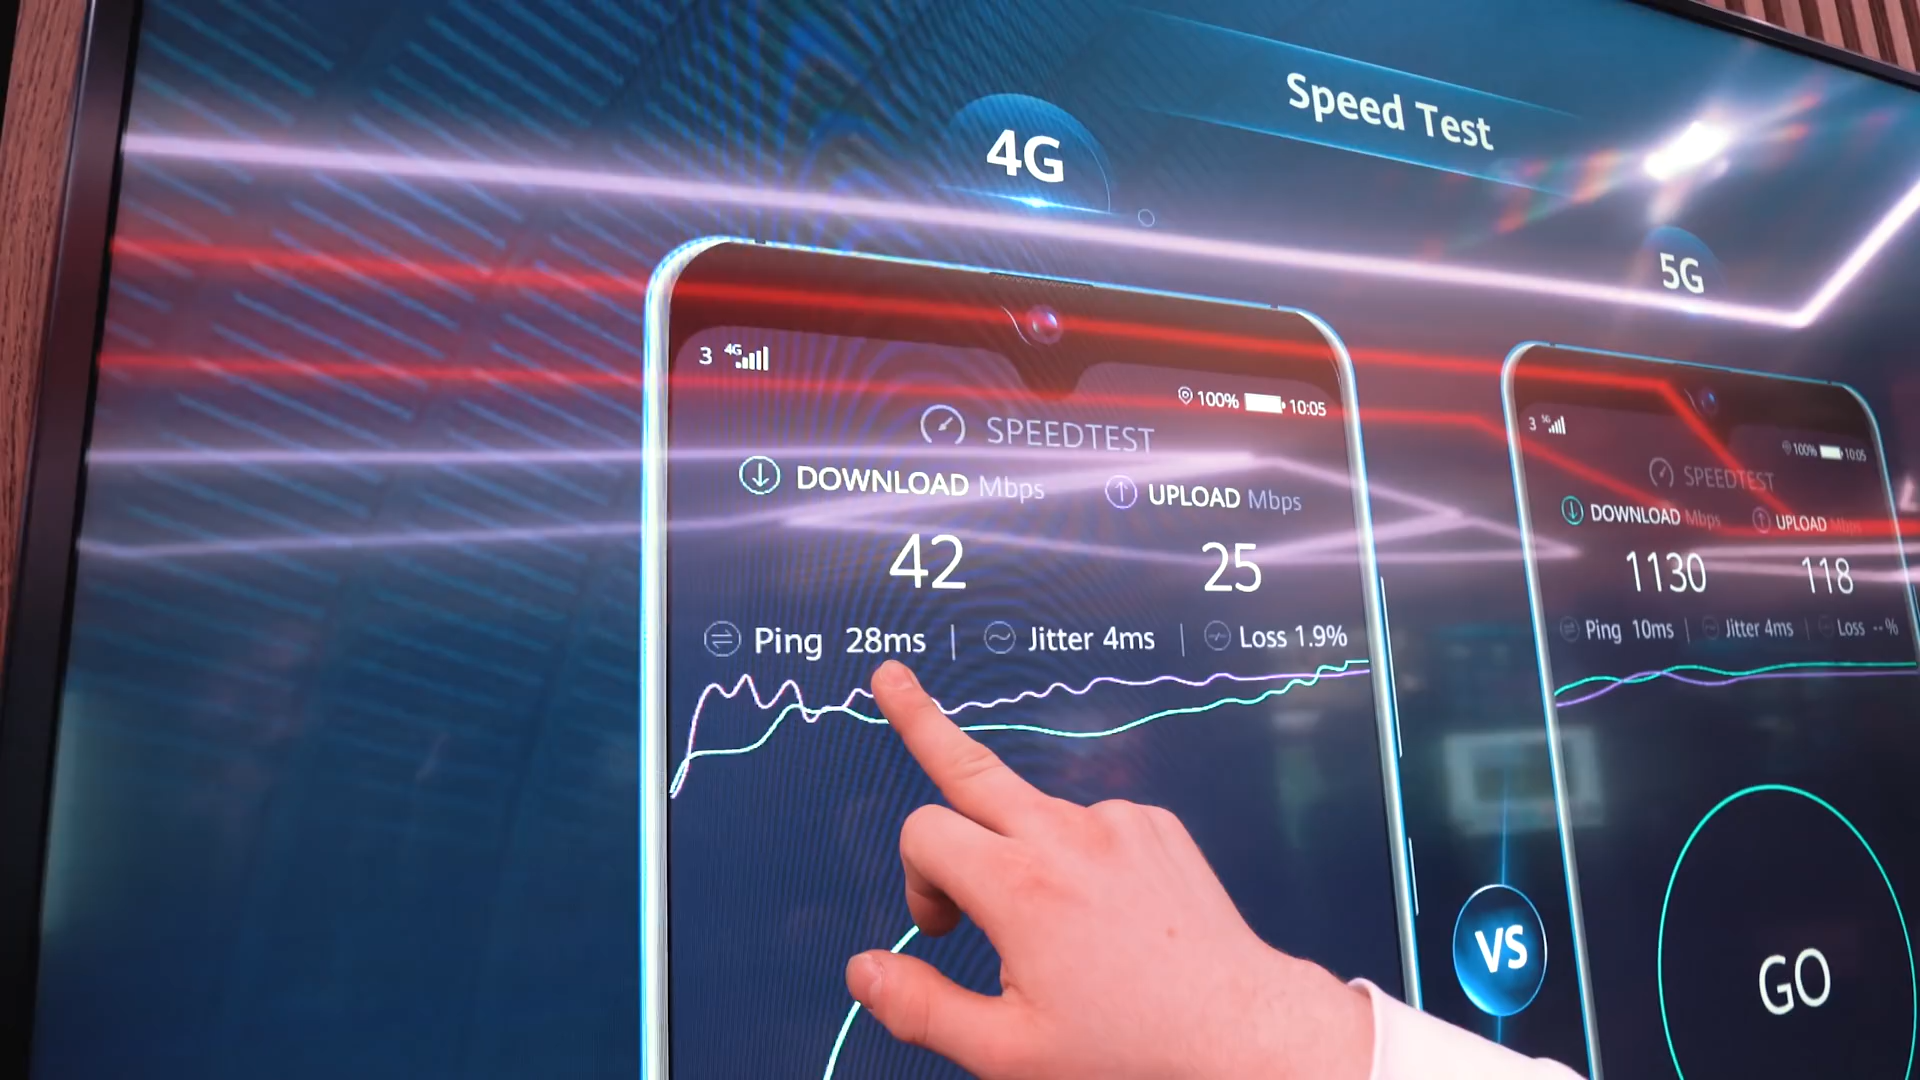 Speed Test
4G
3 4G
100% 10:05
SPEEDTEST
DOWNLOAD Mbps
UPLOAD Mbps
42
25
Ping 28ms | Jitter 4ms | Loss 1.9%
VS
5G
3 5G
100% 10:05
SPEEDTEST
DOWNLOAD Mbps
UPLOAD Mbps
1130
118
Ping 10ms | Jitter 4ms | Loss --%
GO